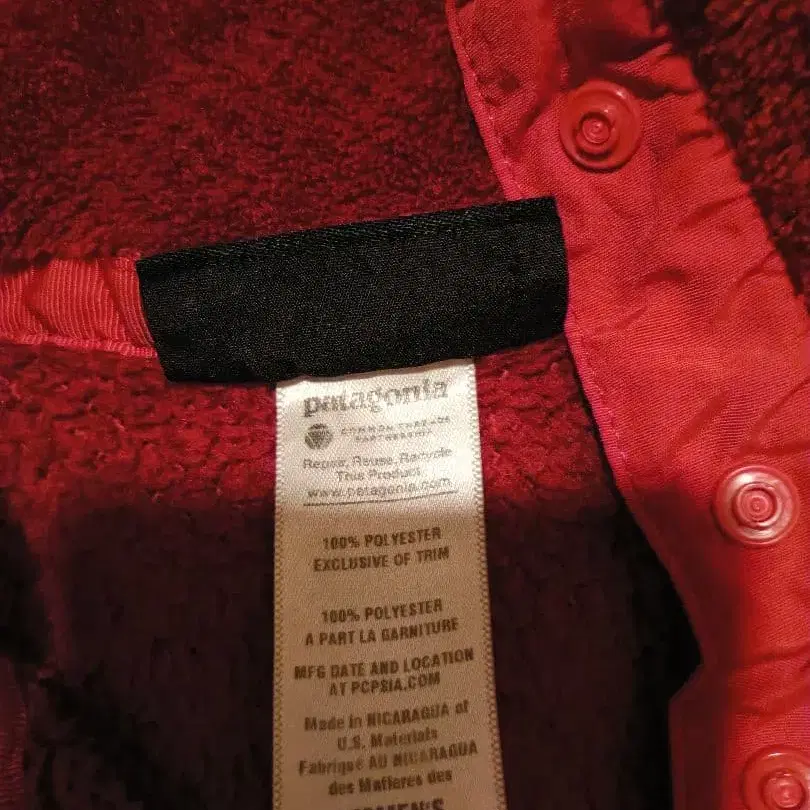 patagonia
COMMON THREADS
PARTNERSHIP
Repair, Reuse, Recycle
This Product
www.patagonia.com
100% POLYESTER
EXCLUSIVE OF TRIM
100% POLYESTER
A PART LA GARNITURE
MFG DATE AND LOCATION
AT PCPSIA.COM
Made in NICARAGUA of
U.S. Materials
Fabriqué AU NICARAGUA
des Matieres des